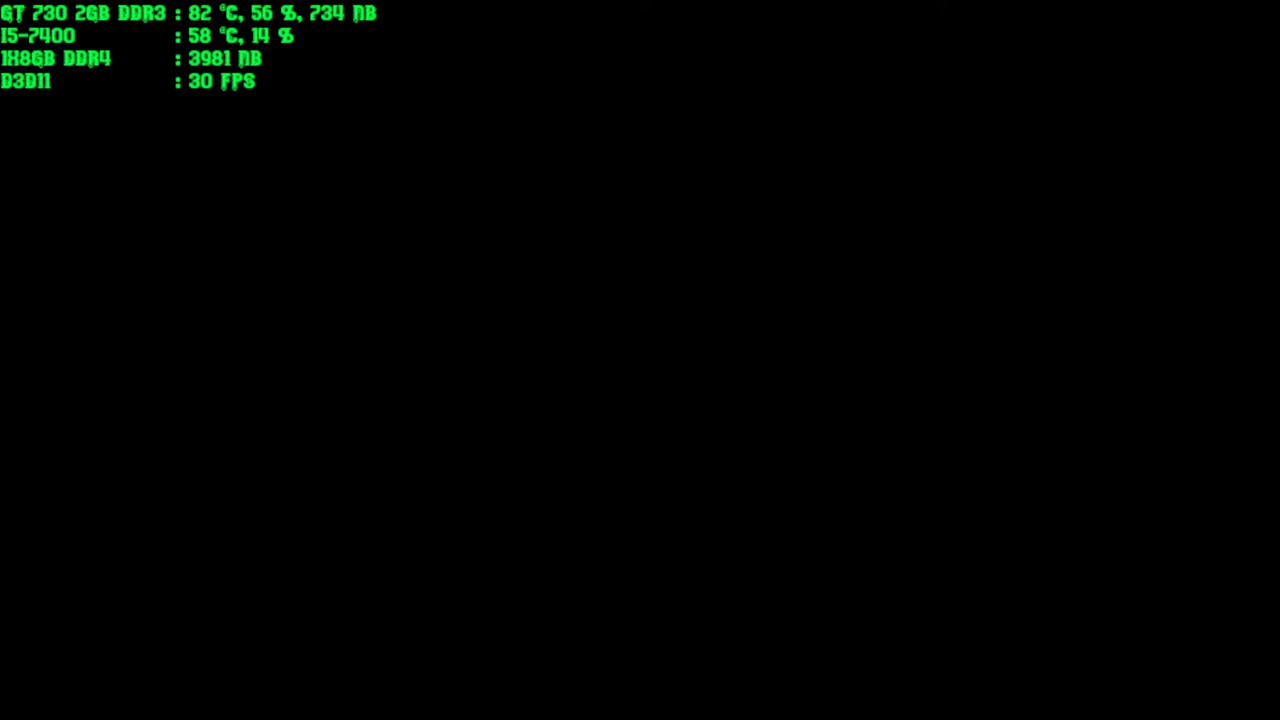 GT 730 2GB DDR3 : 82 °C, 56 %, 734 MB
I5-7400 : 58 °C, 14 %
1X8GB DDR4 : 3981 MB
D3D11 : 30 FPS